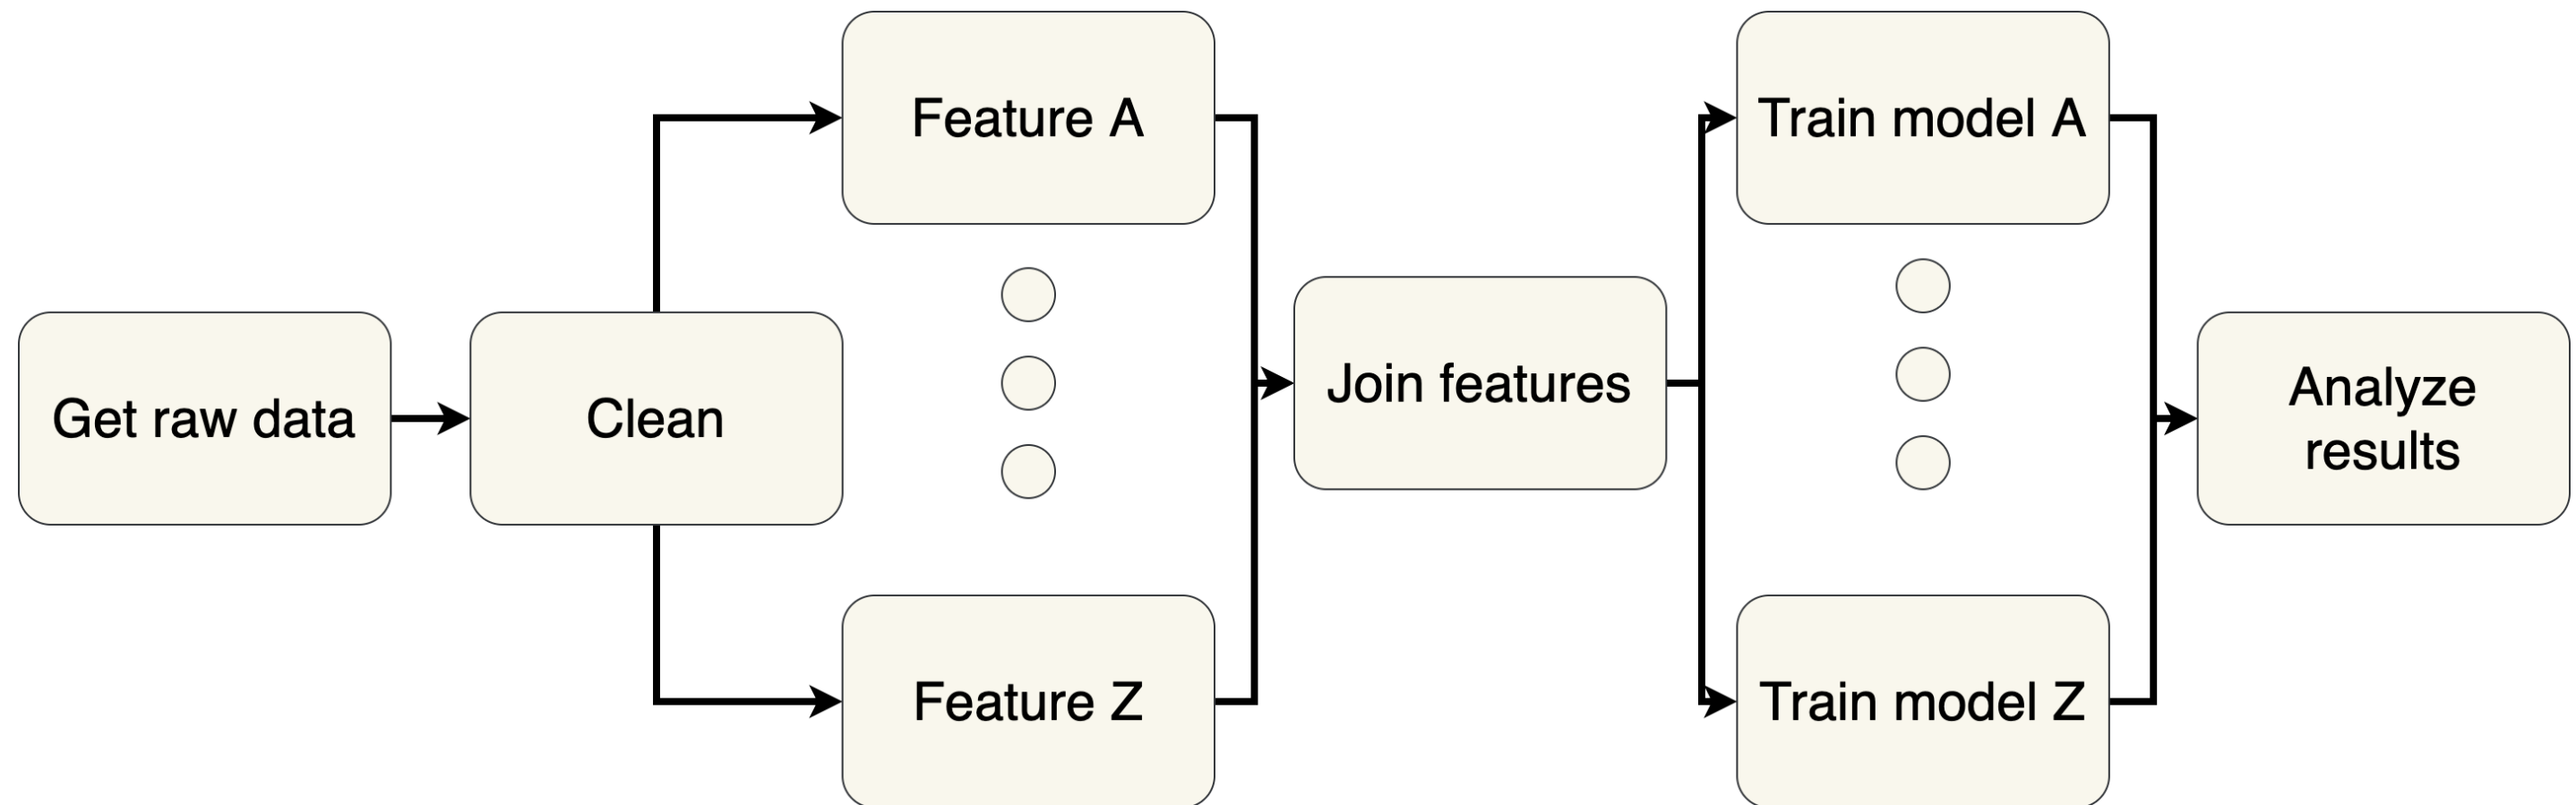 Get raw data
Clean
Feature A
Feature Z
Join features
Train model A
Train model Z
Analyze
results